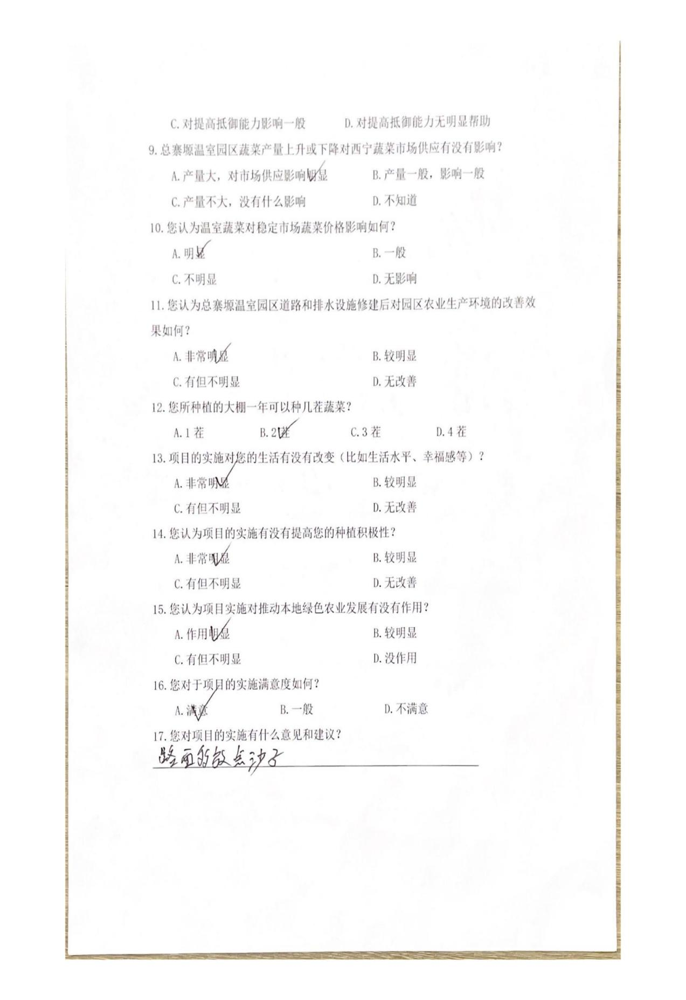 C.对提高抵御能力影响一般 D.对提高抵御能力无明显帮助
9.总寨塬温室园区蔬菜产量上升或下降对西宁蔬菜市场供应有没有影响？
A.产量大，对市场供应影响明显 B.产量一般，影响一般
C.产量不大，没有什么影响 D.不知道
10.您认为温室蔬菜对稳定市场蔬菜价格影响如何？
A.明显 B.一般
C.不明显 D.无影响
11.您认为总寨塬温室园区道路和排水设施修建后对园区农业生产环境的改善效
果如何？
A.非常明显 B.较明显
C.有但不明显 D.无改善
12.您所种植的大棚一年可以种几茬蔬菜？
A.1茬 B.2茬 C.3茬 D.4茬
13.项目的实施对您的生活有没有改变（比如生活水平、幸福感等）？
A.非常明显 B.较明显
C.有但不明显 D.无改善
14.您认为项目的实施有没有提高您的种植积极性？
A.非常明显 B.较明显
C.有但不明显 D.无改善
15.您认为项目实施对推动本地绿色农业发展有没有作用？
A.作用明显 B.较明显
C.有但不明显 D.没作用
16.您对于项目的实施满意度如何？
A.满意 B.一般 D.不满意
17.您对项目的实施有什么意见和建议？
路面的放点沙子